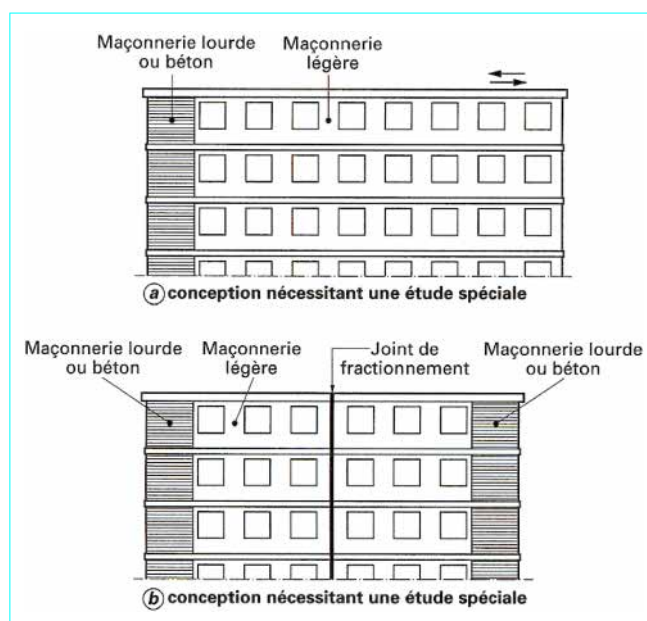 Maçonnerie lourde
ou béton
Maçonnerie
légère
ⓐ conception nécessitant une étude spéciale
Maçonnerie lourde
ou béton
Maçonnerie
légère
Joint de
fractionnement
Maçonnerie lourde
ou béton
ⓑ conception nécessitant une étude spéciale